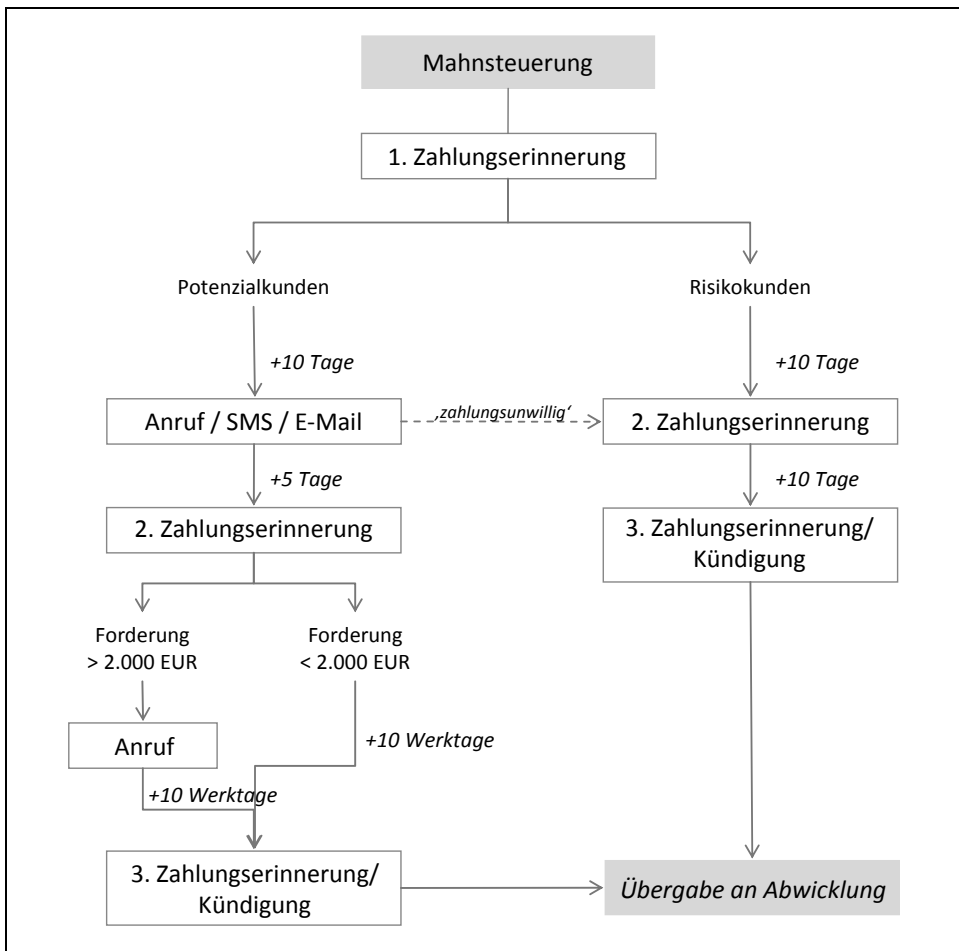 Mahnsteuerung
1. Zahlungserinnerung
Potenzialkunden
Risikokunden
+10 Tage
+10 Tage
Anruf / SMS / E-Mail
‚zahlungsunwillig‘
2. Zahlungserinnerung
+5 Tage
+10 Tage
2. Zahlungserinnerung
3. Zahlungserinnerung/
Kündigung
Forderung
> 2.000 EUR
Forderung
< 2.000 EUR
Anruf
+10 Werktage
+10 Werktage
3. Zahlungserinnerung/
Kündigung
Übergabe an Abwicklung